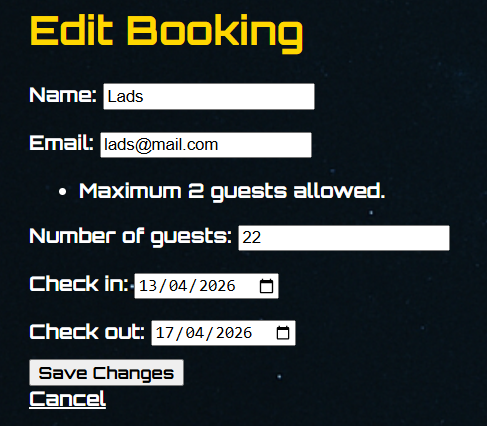 Edit Booking
Name: Lads
Email: lads@mail.com
• Maximum 2 guests allowed.
Number of guests: 22
Check in: 13/04/2026
Check out: 17/04/2026
Save Changes
Cancel